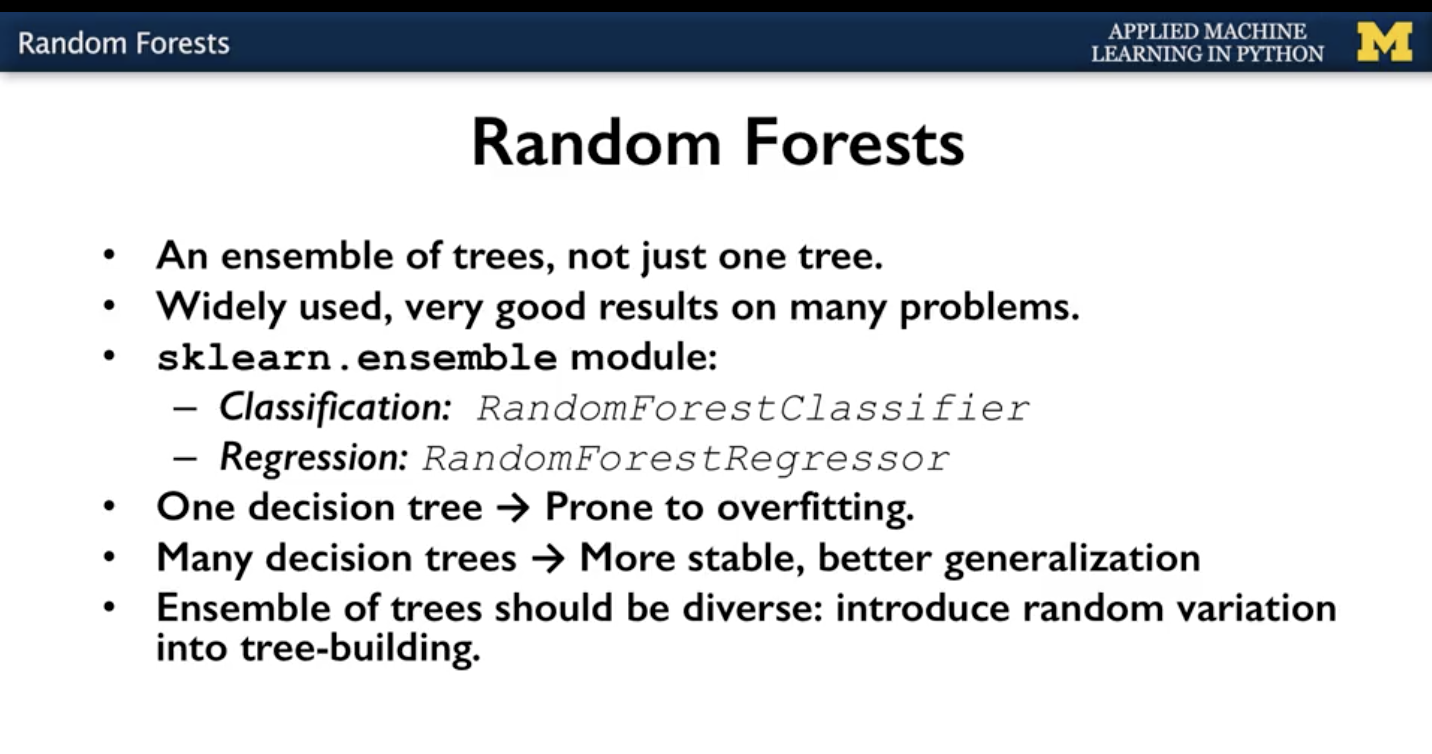 Random Forests
APPLIED MACHINE
LEARNING IN PYTHON
M
Random Forests
• An ensemble of trees, not just one tree.
• Widely used, very good results on many problems.
• sklearn.ensemble module:
– Classification: RandomForestClassifier
– Regression: RandomForestRegressor
• One decision tree → Prone to overfitting.
• Many decision trees → More stable, better generalization
• Ensemble of trees should be diverse: introduce random variation
into tree-building.